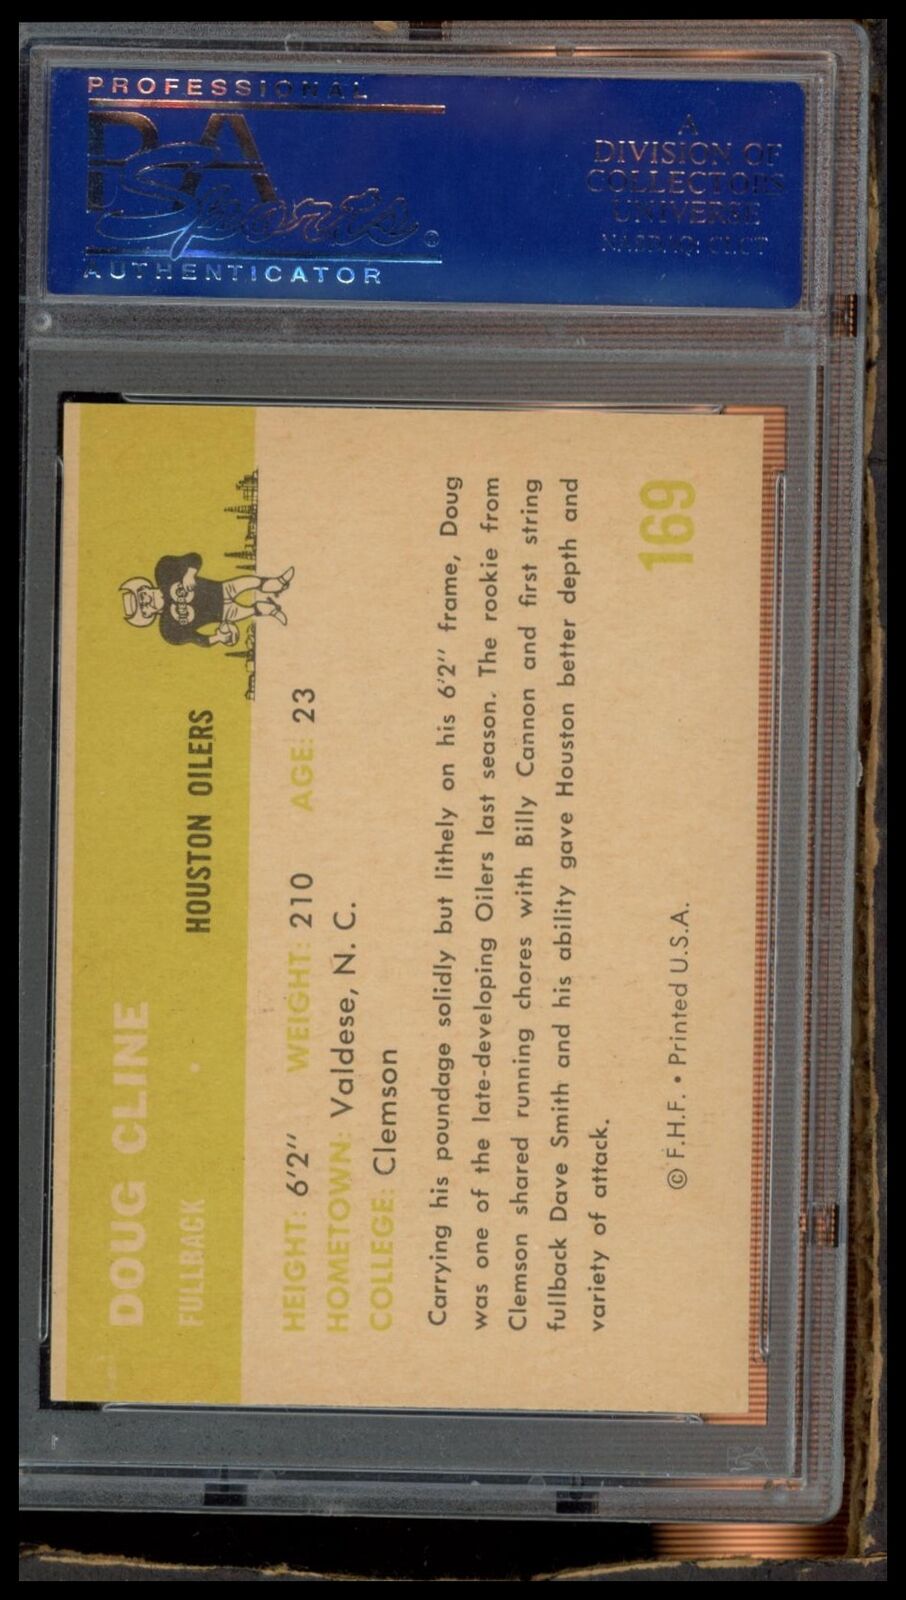 PROFESSIONAL
PSA
Sports®
AUTHENTICATOR
A
DIVISION OF
COLLECTORS
UNIVERSE
NASDAQ: CLCT
DOUG CLINE
FULLBACK
HOUSTON OILERS
HEIGHT: 6'2" WEIGHT: 210 AGE: 23
HOMETOWN: Valdese, N. C.
COLLEGE: Clemson
Carrying his poundage solidly but lithely on his 6'2" frame, Doug
was one of the late-developing Oilers last season. The rookie from
Clemson shared running chores with Billy Cannon and first string
fullback Dave Smith and his ability gave Houston better depth and
variety of attack.
© F.H.F. • Printed U.S.A.
169